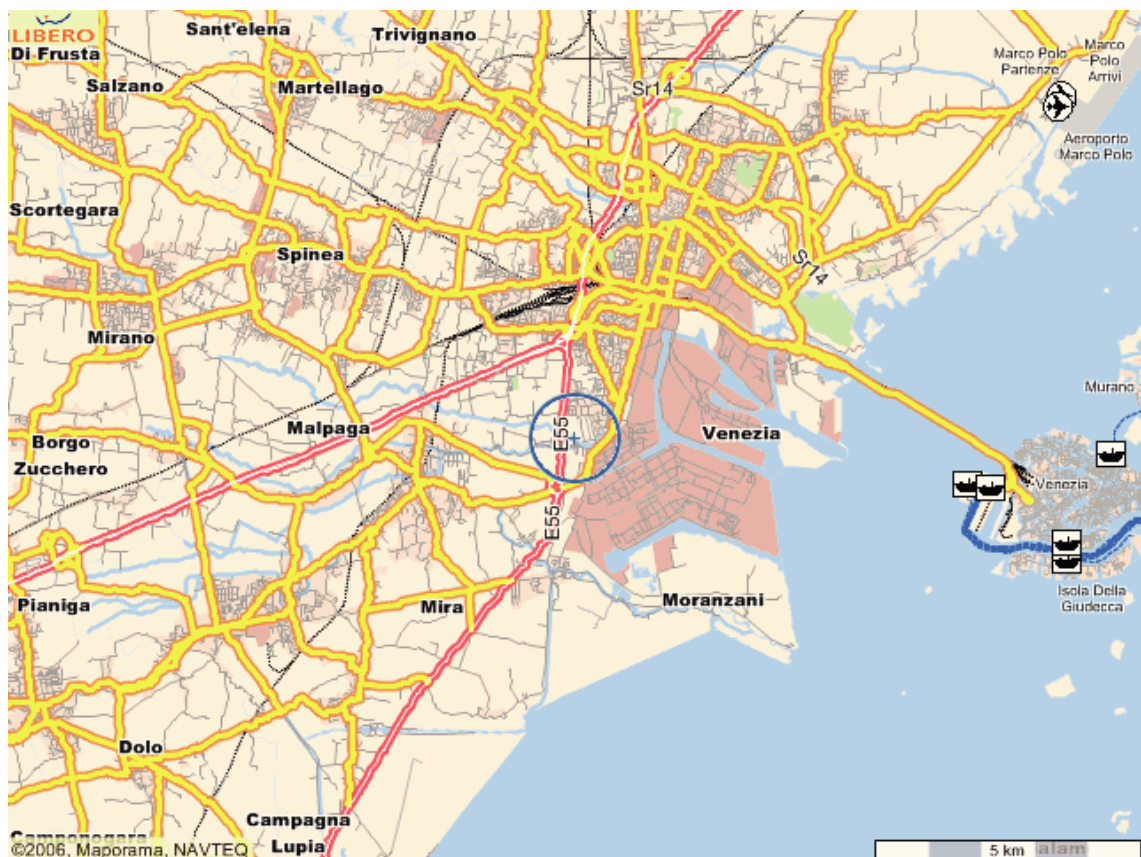 LIBERO
Di Frusta
Sant'elena
Trivignano
Marco Polo
Partenze
Marco
Polo
Arrivi
Salzano
Martellago
Sr14
Aeroporto
Marco Polo
Scortegara
Spinea
Sr14
Mirano
Murano
Borgo
Zucchero
Malpaga
E55
Venezia
Venezia
E55
Pianiga
Mira
Moranzani
Isola Della
Giudecca
Dolo
Campagna
Lupia
Camponogara
©2006, Maporama, NAVTEQ
5 km
alam